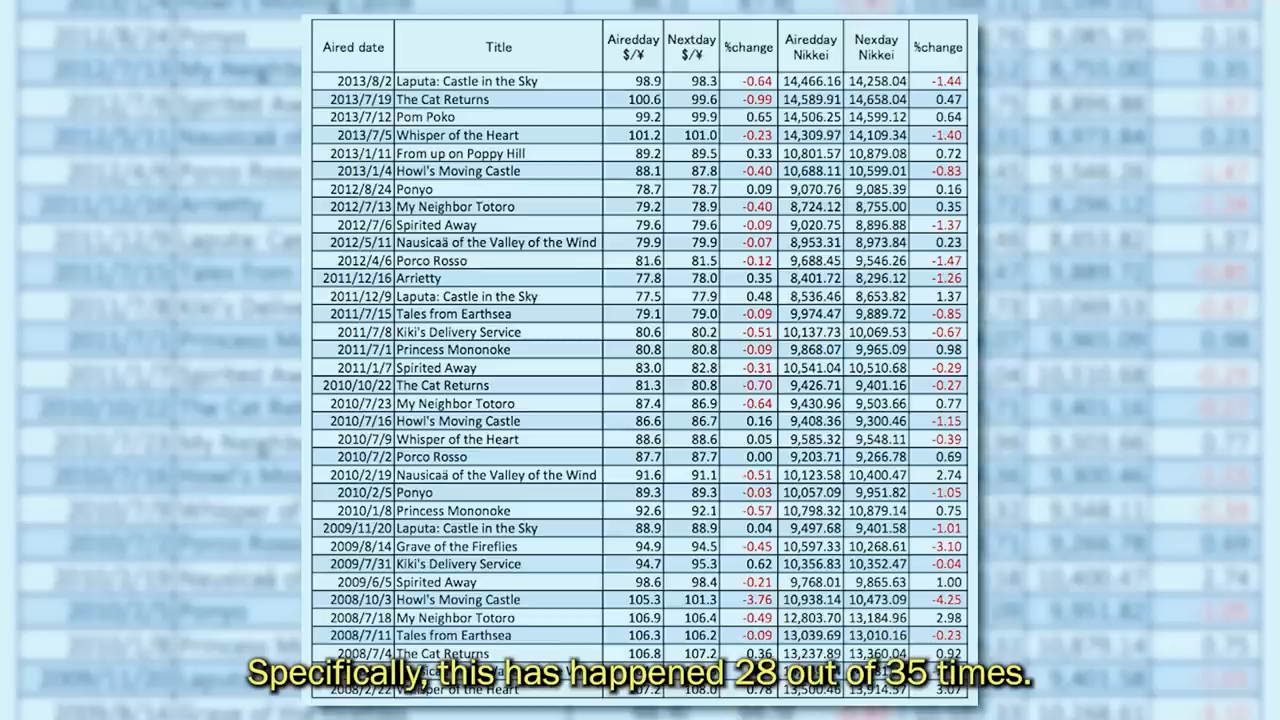 Aired date Title Airedday $/¥ Nextday $/¥ %change Airedday Nikkei Nexday Nikkei %change
2013/8/2 Laputa: Castle in the Sky 98.9 98.3 -0.64 14,466.16 14,258.04 -1.44
2013/7/19 The Cat Returns 100.6 99.6 -0.99 14,589.91 14,658.04 0.47
2013/7/12 Pom Poko 99.2 99.9 0.65 14,506.25 14,599.12 0.64
2013/7/5 Whisper of the Heart 101.2 101.0 -0.23 14,309.97 14,109.34 -1.40
2013/1/11 From up on Poppy Hill 89.2 89.5 0.33 10,801.57 10,879.08 0.72
2013/1/4 Howl's Moving Castle 88.1 87.8 -0.40 10,688.11 10,599.01 -0.83
2012/8/24 Ponyo 78.7 78.7 0.09 9,070.76 9,085.39 0.16
2012/7/13 My Neighbor Totoro 79.2 78.9 -0.40 8,724.12 8,755.00 0.35
2012/7/6 Spirited Away 79.6 79.6 -0.09 9,020.75 8,896.88 -1.37
2012/5/11 Nausicaä of the Valley of the Wind 79.9 79.9 -0.07 8,953.31 8,973.84 0.23
2012/4/6 Porco Rosso 81.6 81.5 -0.12 9,688.45 9,546.26 -1.47
2011/12/16 Arrietty 77.8 78.0 0.35 8,401.72 8,296.12 -1.26
2011/12/9 Laputa: Castle in the Sky 77.5 77.9 0.48 8,536.46 8,653.82 1.37
2011/7/15 Tales from Earthsea 79.1 79.0 -0.09 9,974.47 9,889.72 -0.85
2011/7/8 Kiki's Delivery Service 80.6 80.2 -0.51 10,137.73 10,069.53 -0.67
2011/7/1 Princess Mononoke 80.8 80.8 -0.09 9,868.07 9,965.09 0.98
2011/1/7 Spirited Away 83.0 82.8 -0.31 10,541.04 10,510.68 -0.29
2010/10/22 The Cat Returns 81.3 80.8 -0.70 9,426.71 9,401.16 -0.27
2010/7/23 My Neighbor Totoro 87.4 86.9 -0.64 9,430.96 9,503.66 0.77
2010/7/16 Howl's Moving Castle 86.6 86.7 0.16 9,408.36 9,300.46 -1.15
2010/7/9 Whisper of the Heart 88.6 88.6 0.05 9,585.32 9,548.11 -0.39
2010/7/2 Porco Rosso 87.7 87.7 0.00 9,203.71 9,266.78 0.69
2010/2/19 Nausicaä of the Valley of the Wind 91.6 91.1 -0.51 10,123.58 10,400.47 2.74
2010/2/5 Ponyo 89.3 89.3 -0.03 10,057.09 9,951.82 -1.05
2010/1/8 Princess Mononoke 92.6 92.1 -0.57 10,798.32 10,879.14 0.75
2009/11/20 Laputa: Castle in the Sky 88.9 88.9 0.04 9,497.68 9,401.58 -1.01
2009/8/14 Grave of the Fireflies 94.9 94.5 -0.45 10,597.33 10,268.61 -3.10
2009/7/31 Kiki's Delivery Service 94.7 95.3 0.62 10,356.83 10,352.47 -0.04
2009/6/5 Spirited Away 98.6 98.4 -0.21 9,768.01 9,865.63 1.00
2008/10/3 Howl's Moving Castle 105.3 101.3 -3.76 10,938.14 10,473.09 -4.25
2008/7/18 My Neighbor Totoro 106.9 106.4 -0.49 12,803.70 13,184.96 2.98
2008/7/11 Tales from Earthsea 106.3 106.2 -0.09 13,039.69 13,010.16 -0.23
2008/7/4 The Cat Returns 106.8 107.2 0.36 13,237.89 13,360.04 0.92
Specifically, this has happened 28 out of 35 times.
2008/2/22 Whisper of the Heart 107.2 108.0 0.78 13,500.46 13,914.57 3.07